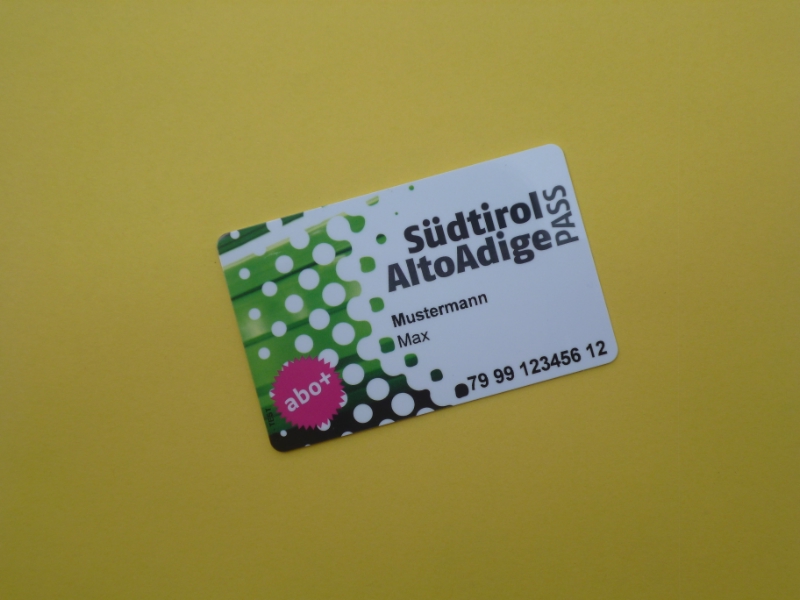 Südtirol
AltoAdige
PASS
Mustermann
Max
79 99 123456 12
abo+